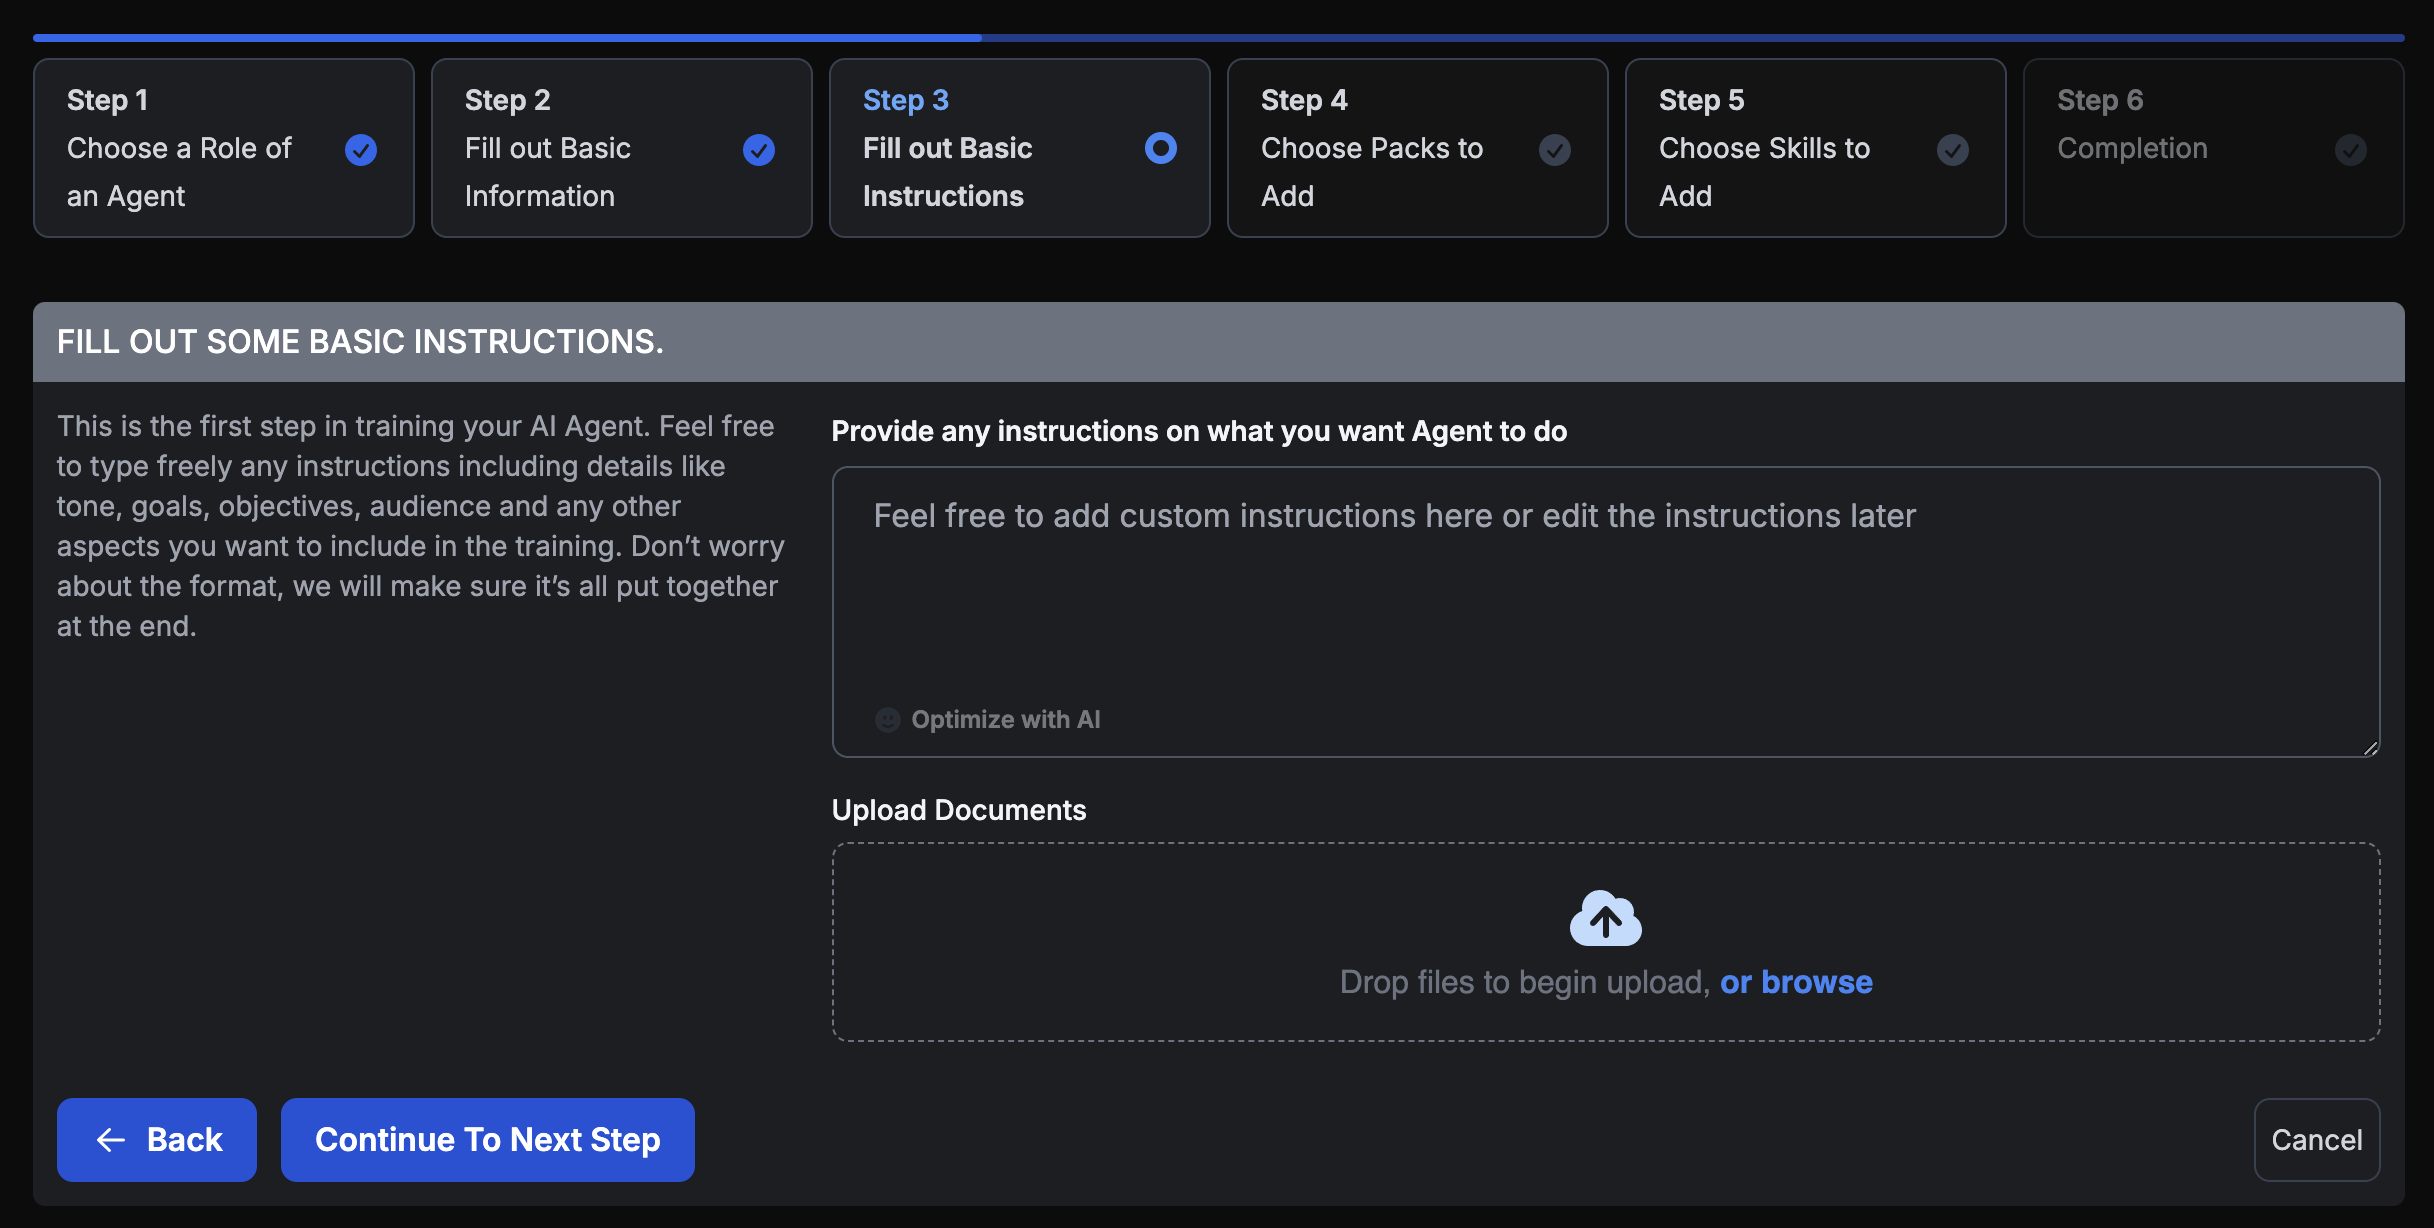 Step 1
Choose a Role of
an Agent
Step 2
Fill out Basic
Information
Step 3
Fill out Basic
Instructions
Step 4
Choose Packs to
Add
Step 5
Choose Skills to
Add
Step 6
Completion
FILL OUT SOME BASIC INSTRUCTIONS.
This is the first step in training your AI Agent. Feel free
to type freely any instructions including details like
tone, goals, objectives, audience and any other
aspects you want to include in the training. Don’t worry
about the format, we will make sure it’s all put together
at the end.
Provide any instructions on what you want Agent to do
Feel free to add custom instructions here or edit the instructions later
Optimize with AI
Upload Documents
Drop files to begin upload, or browse
Back
Continue To Next Step
Cancel